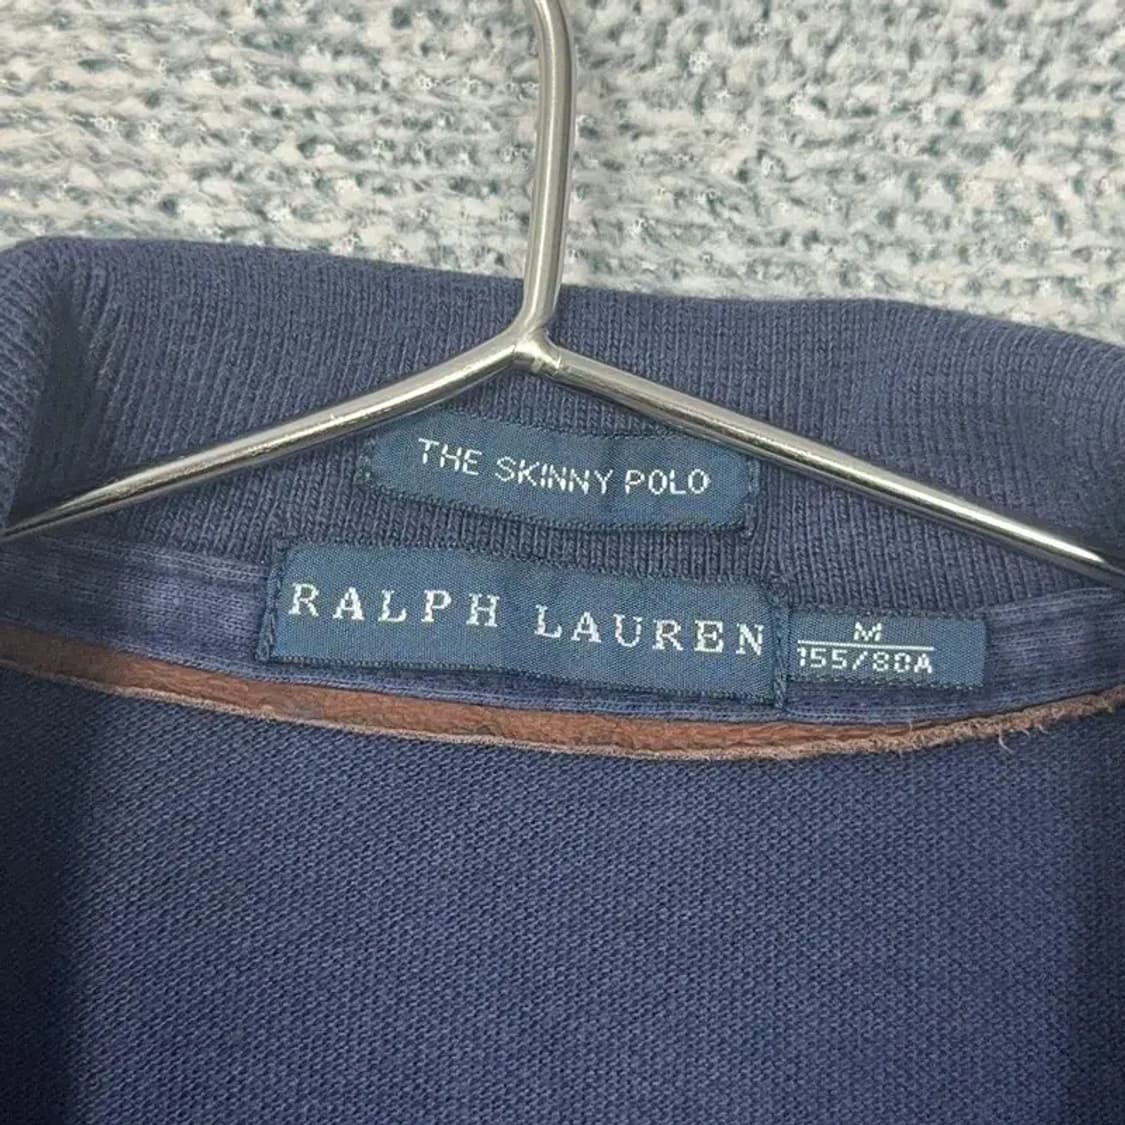 THE SKINNY POLO
RALPH LAUREN
M
155/80A